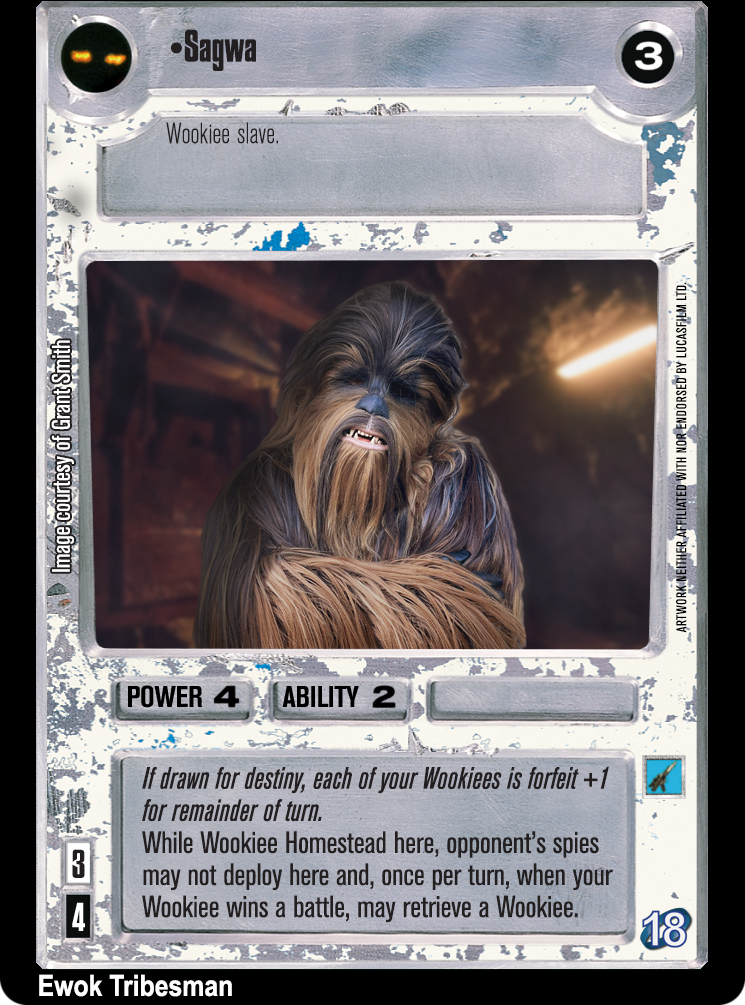 •Sagwa
3
Wookiee slave.
Image courtesy of Grant Smith
ARTWORK NEITHER AFFILIATED WITH NOR ENDORSED BY LUCASFILM LTD.
POWER 4
ABILITY 2
If drawn for destiny, each of your Wookiees is forfeit +1
for remainder of turn.
While Wookiee Homestead here, opponent's spies
may not deploy here and, once per turn, when your
Wookiee wins a battle, may retrieve a Wookiee.
3
4
18
Ewok Tribesman